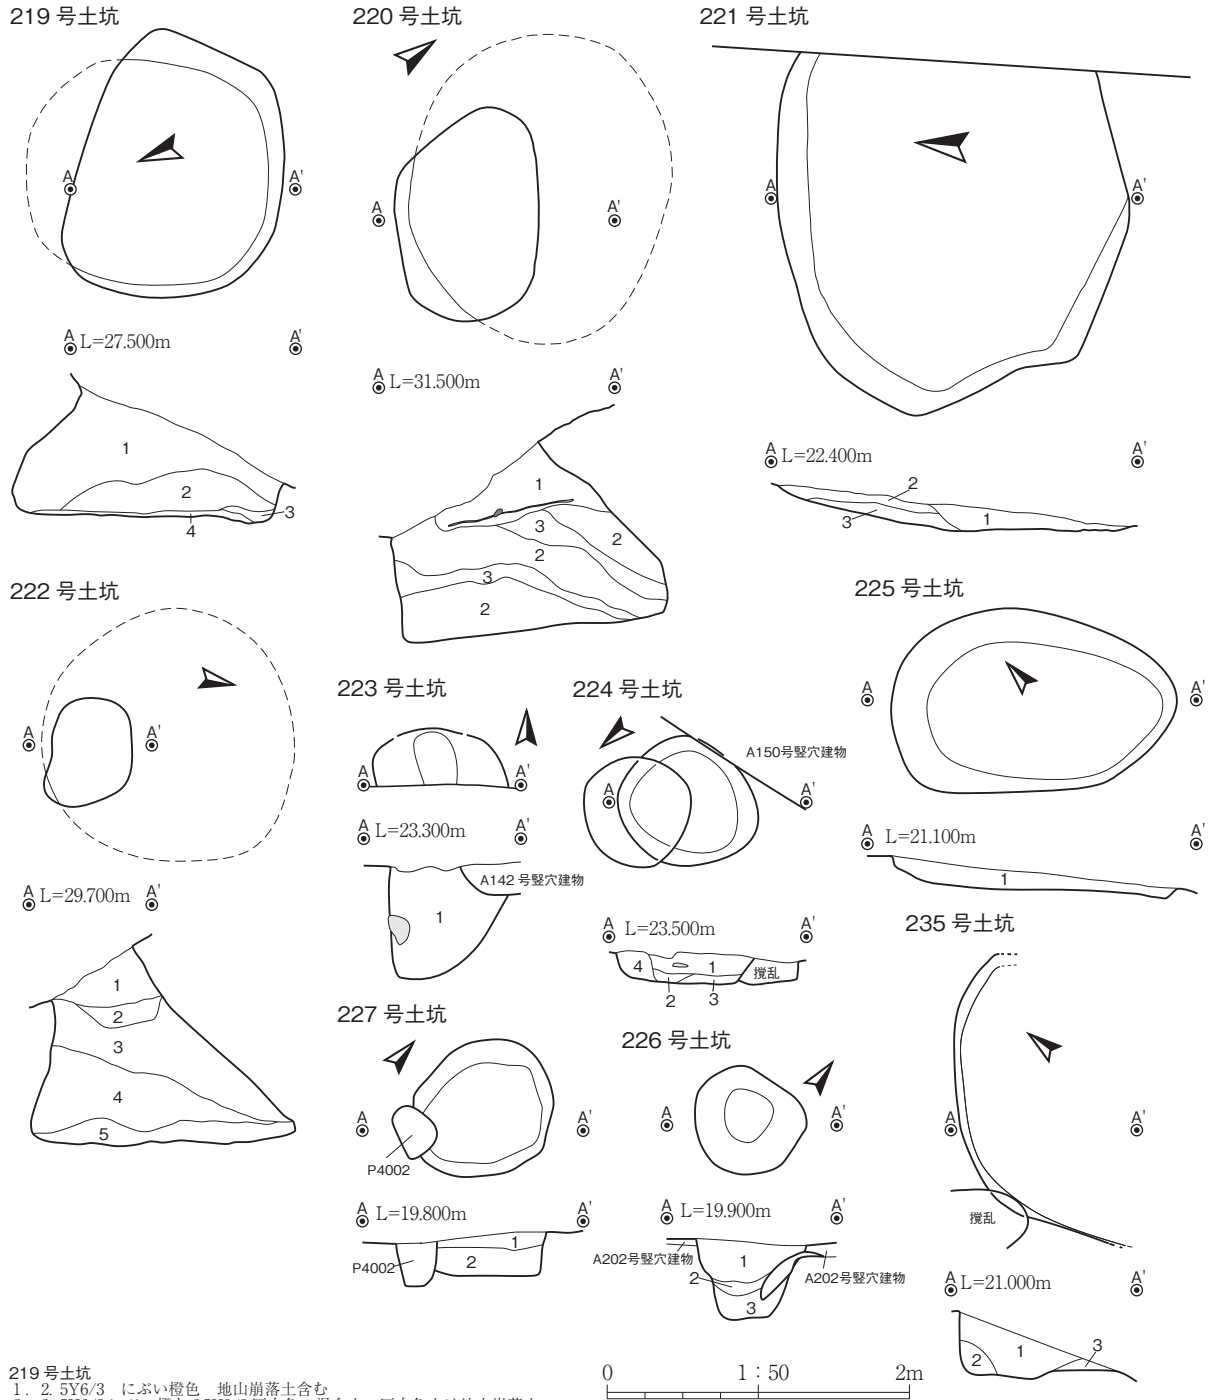 219 号土坑
A
A'
A L=27.500m A'
1
2
3
4
220 号土坑
A
A'
A L=31.500m A'
1
3
2
2
3
2
221 号土坑
A
A'
A L=22.400m A'
2
3
1
222 号土坑
A
A'
A L=29.700m A'
1
2
3
4
5
223 号土坑
A
A'
A L=23.300m A'
A142 号竪穴建物
1
224 号土坑
A150号竪穴建物
A
A'
A L=23.500m A'
4
1
撹乱
2
3
225 号土坑
A
A'
A L=21.100m A'
1
227 号土坑
A
A'
P4002
A L=19.800m A'
1
P4002
2
226 号土坑
A
A'
A L=19.900m A'
A202号竪穴建物
1
A202号竪穴建物
2
3
235 号土坑
A
A'
撹乱
A L=21.000m A'
1
2
3
219 号土坑
1. 2. 5Y6/3 にぶい橙色 地山崩落土含む
0 1：50 2m